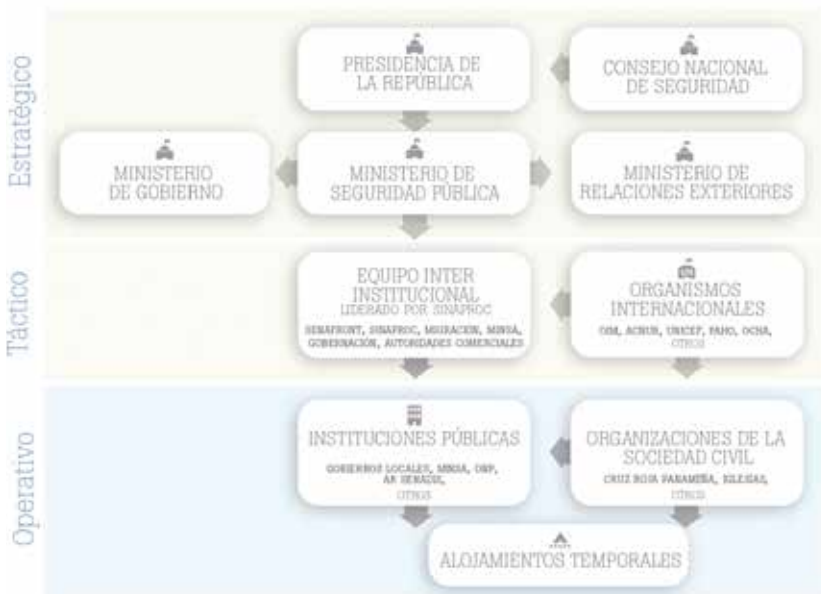 Estratégico
PRESIDENCIA DE
LA REPÚBLICA
CONSEJO NACIONAL
DE SEGURIDAD
MINISTERIO
DE GOBIERNO
MINISTERIO DE
SEGURIDAD PÚBLICA
MINISTERIO DE
RELACIONES EXTERIORES
Táctico
EQUIPO INTER
INSTITUCIONAL
LIDERADO POR SINAPROC
SENAFRONT, SINAPROC, MIGRACION, MINSA,
GOBERNACIÓN, AUTORIDADES COMERCIALES
ORGANISMOS
INTERNACIONALES
OIM, ACNUR, UNICEF, PAHO, OCHA,
OTROS
Operativo
INSTITUCIONES PÚBLICAS
GOBIERNOS LOCALES, MINSA, ONP,
SENADIS,
OTROS
ORGANIZACIONES DE LA
SOCIEDAD CIVIL
CRUZ ROJA PANAMEÑA, IGLESIAS,
OTROS
ALOJAMIENTOS TEMPORALES